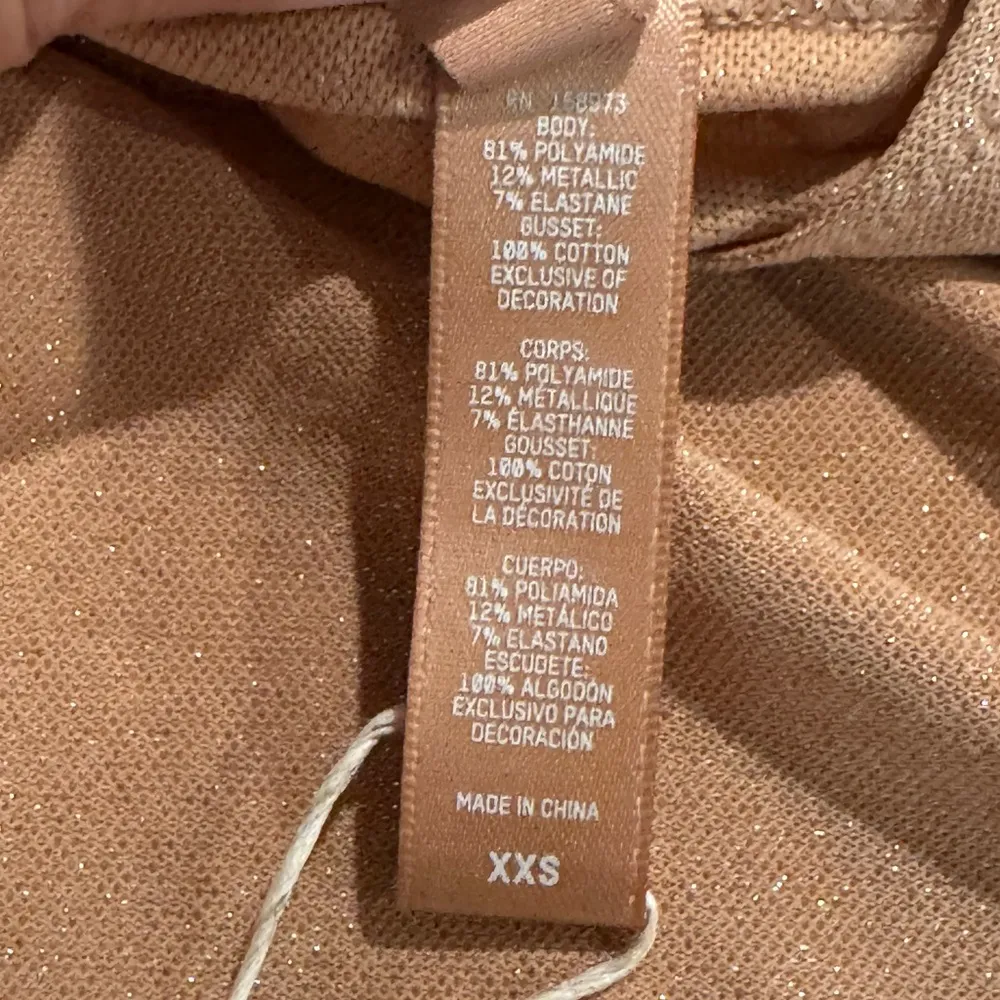 RN 158973
BODY:
81% POLYAMIDE
12% METALLIC
7% ELASTANE
GUSSET:
100% COTTON
EXCLUSIVE OF
DECORATION
CORPS:
81% POLYAMIDE
12% MÉTALLIQUE
7% ÉLASTHANNE
GOUSSET:
100% COTON
EXCLUSIVITÉ DE
LA DÉCORATION
CUERPO:
81% POLIAMIDA
12% METÁLICO
7% ELASTANO
ESCUDETE:
100% ALGODÓN
EXCLUSIVO PARA
DECORACIÓN
MADE IN CHINA
XXS